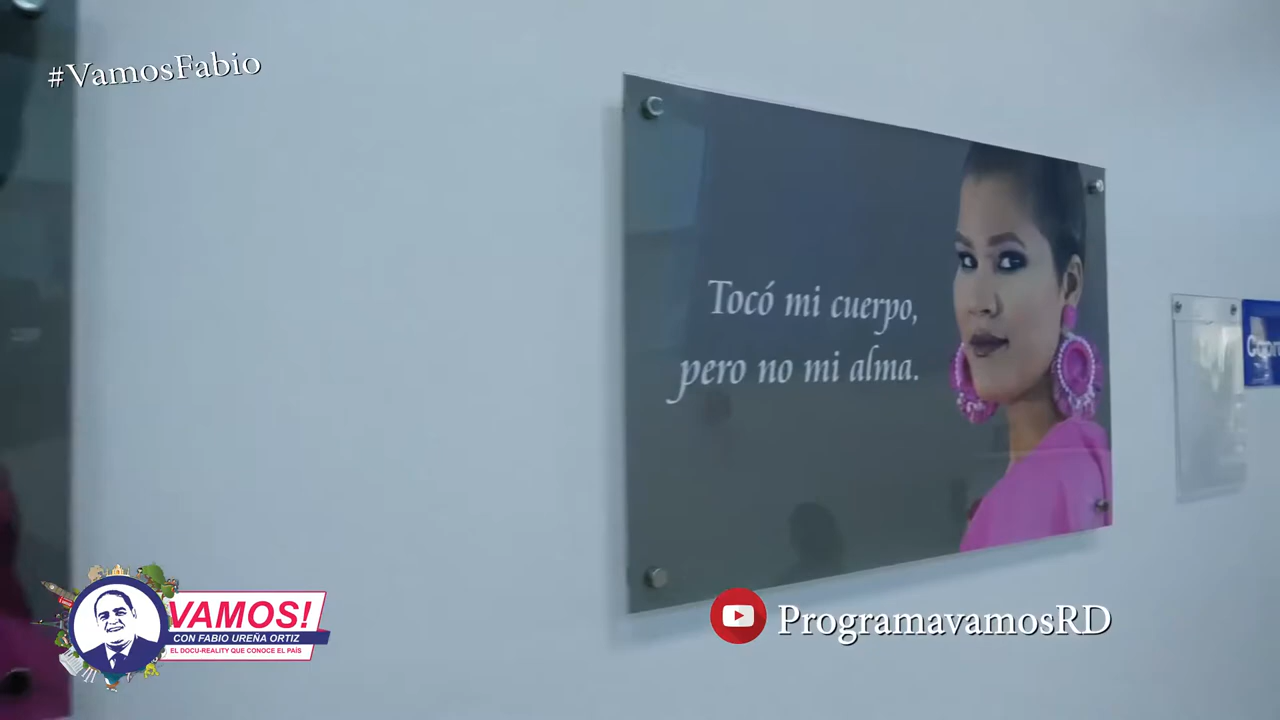 #VamosFabio
Tocó mi cuerpo,
pero no mi alma.
VAMOS!
CON FABIO UREÑA ORTIZ
EL DOCU-REALITY QUE CONOCE EL PAÍS
ProgramavamosRD